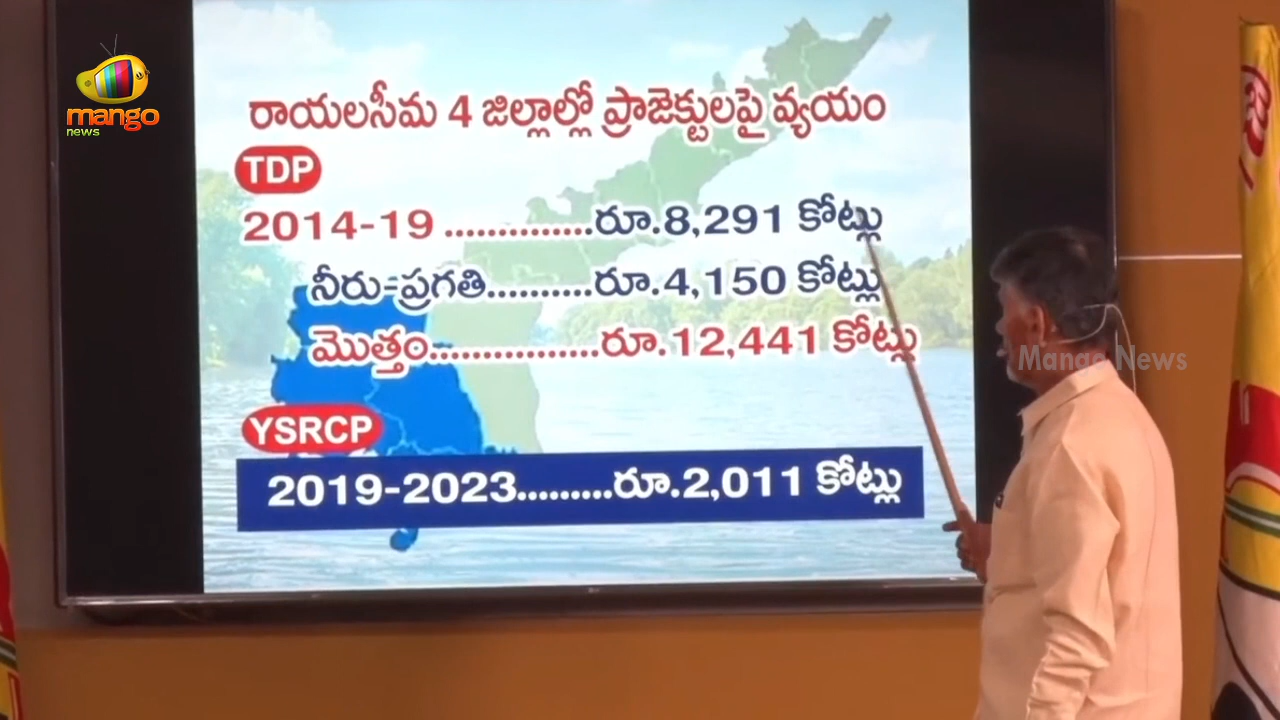 mango
news
రాయలసీమ 4 జిల్లాల్లో ప్రాజెక్టులపై వ్యయం
TDP
2014-19 ..............రూ.8,291 కోట్లు
నీరు-ప్రగతి..........రూ.4,150 కోట్లు
మొత్తం.................రూ.12,441 కోట్లు
YSRCP
2019-2023.........రూ.2,011 కోట్లు
Mango News